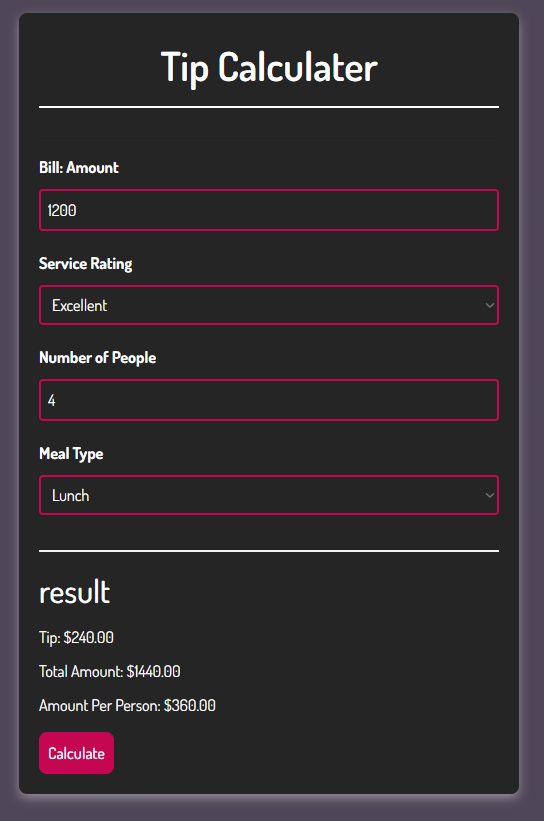 Tip Calculater
Bill: Amount
1200
Service Rating
Excellent
Number of People
4
Meal Type
Lunch
result
Tip: $240.00
Total Amount: $1440.00
Amount Per Person: $360.00
Calculate